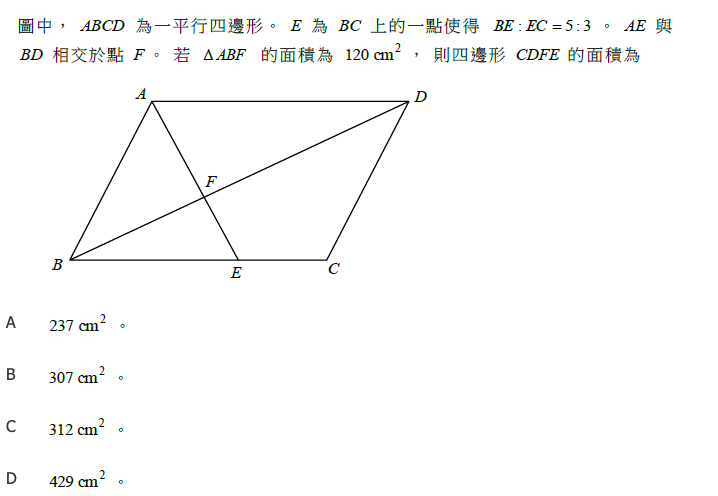 圖中， ABCD 為一平行四邊形。 E 為 BC 上的一點使得 BE : EC = 5 : 3 。 AE 與
BD 相交於點 F 。 若 ΔABF 的面積為 120 cm² ， 則四邊形 CDFE 的面積為
A
D
F
B
E
C
A 237 cm² 。
B 307 cm² 。
C 312 cm² 。
D 429 cm² 。